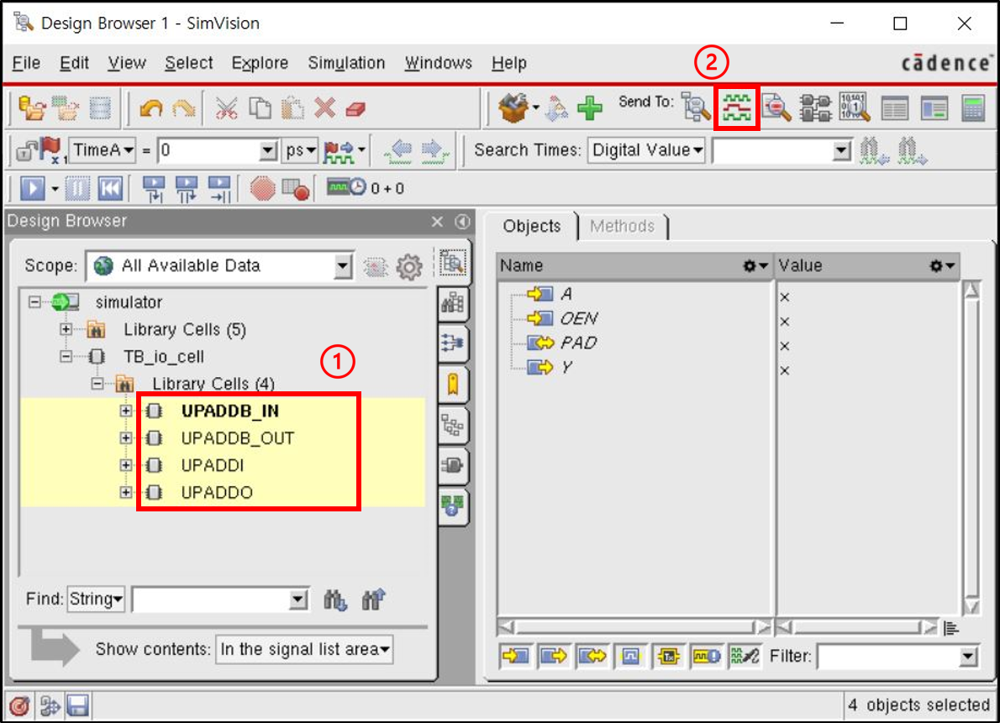 Design Browser 1 - SimVision
File Edit View Select Explore Simulation Windows Help
② cādence
Send To:
TimeA = 0 ps Search Times: Digital Value
0 + 0
Design Browser
Scope: All Available Data
simulator
Library Cells (5)
TB_io_cell
①
Library Cells (4)
UPADDB_IN
UPADDB_OUT
UPADDI
UPADDO
Find: String
Show contents: In the signal list area
Objects Methods
Name Value
A x
OEN x
PAD x
Y x
Filter:
4 objects selected